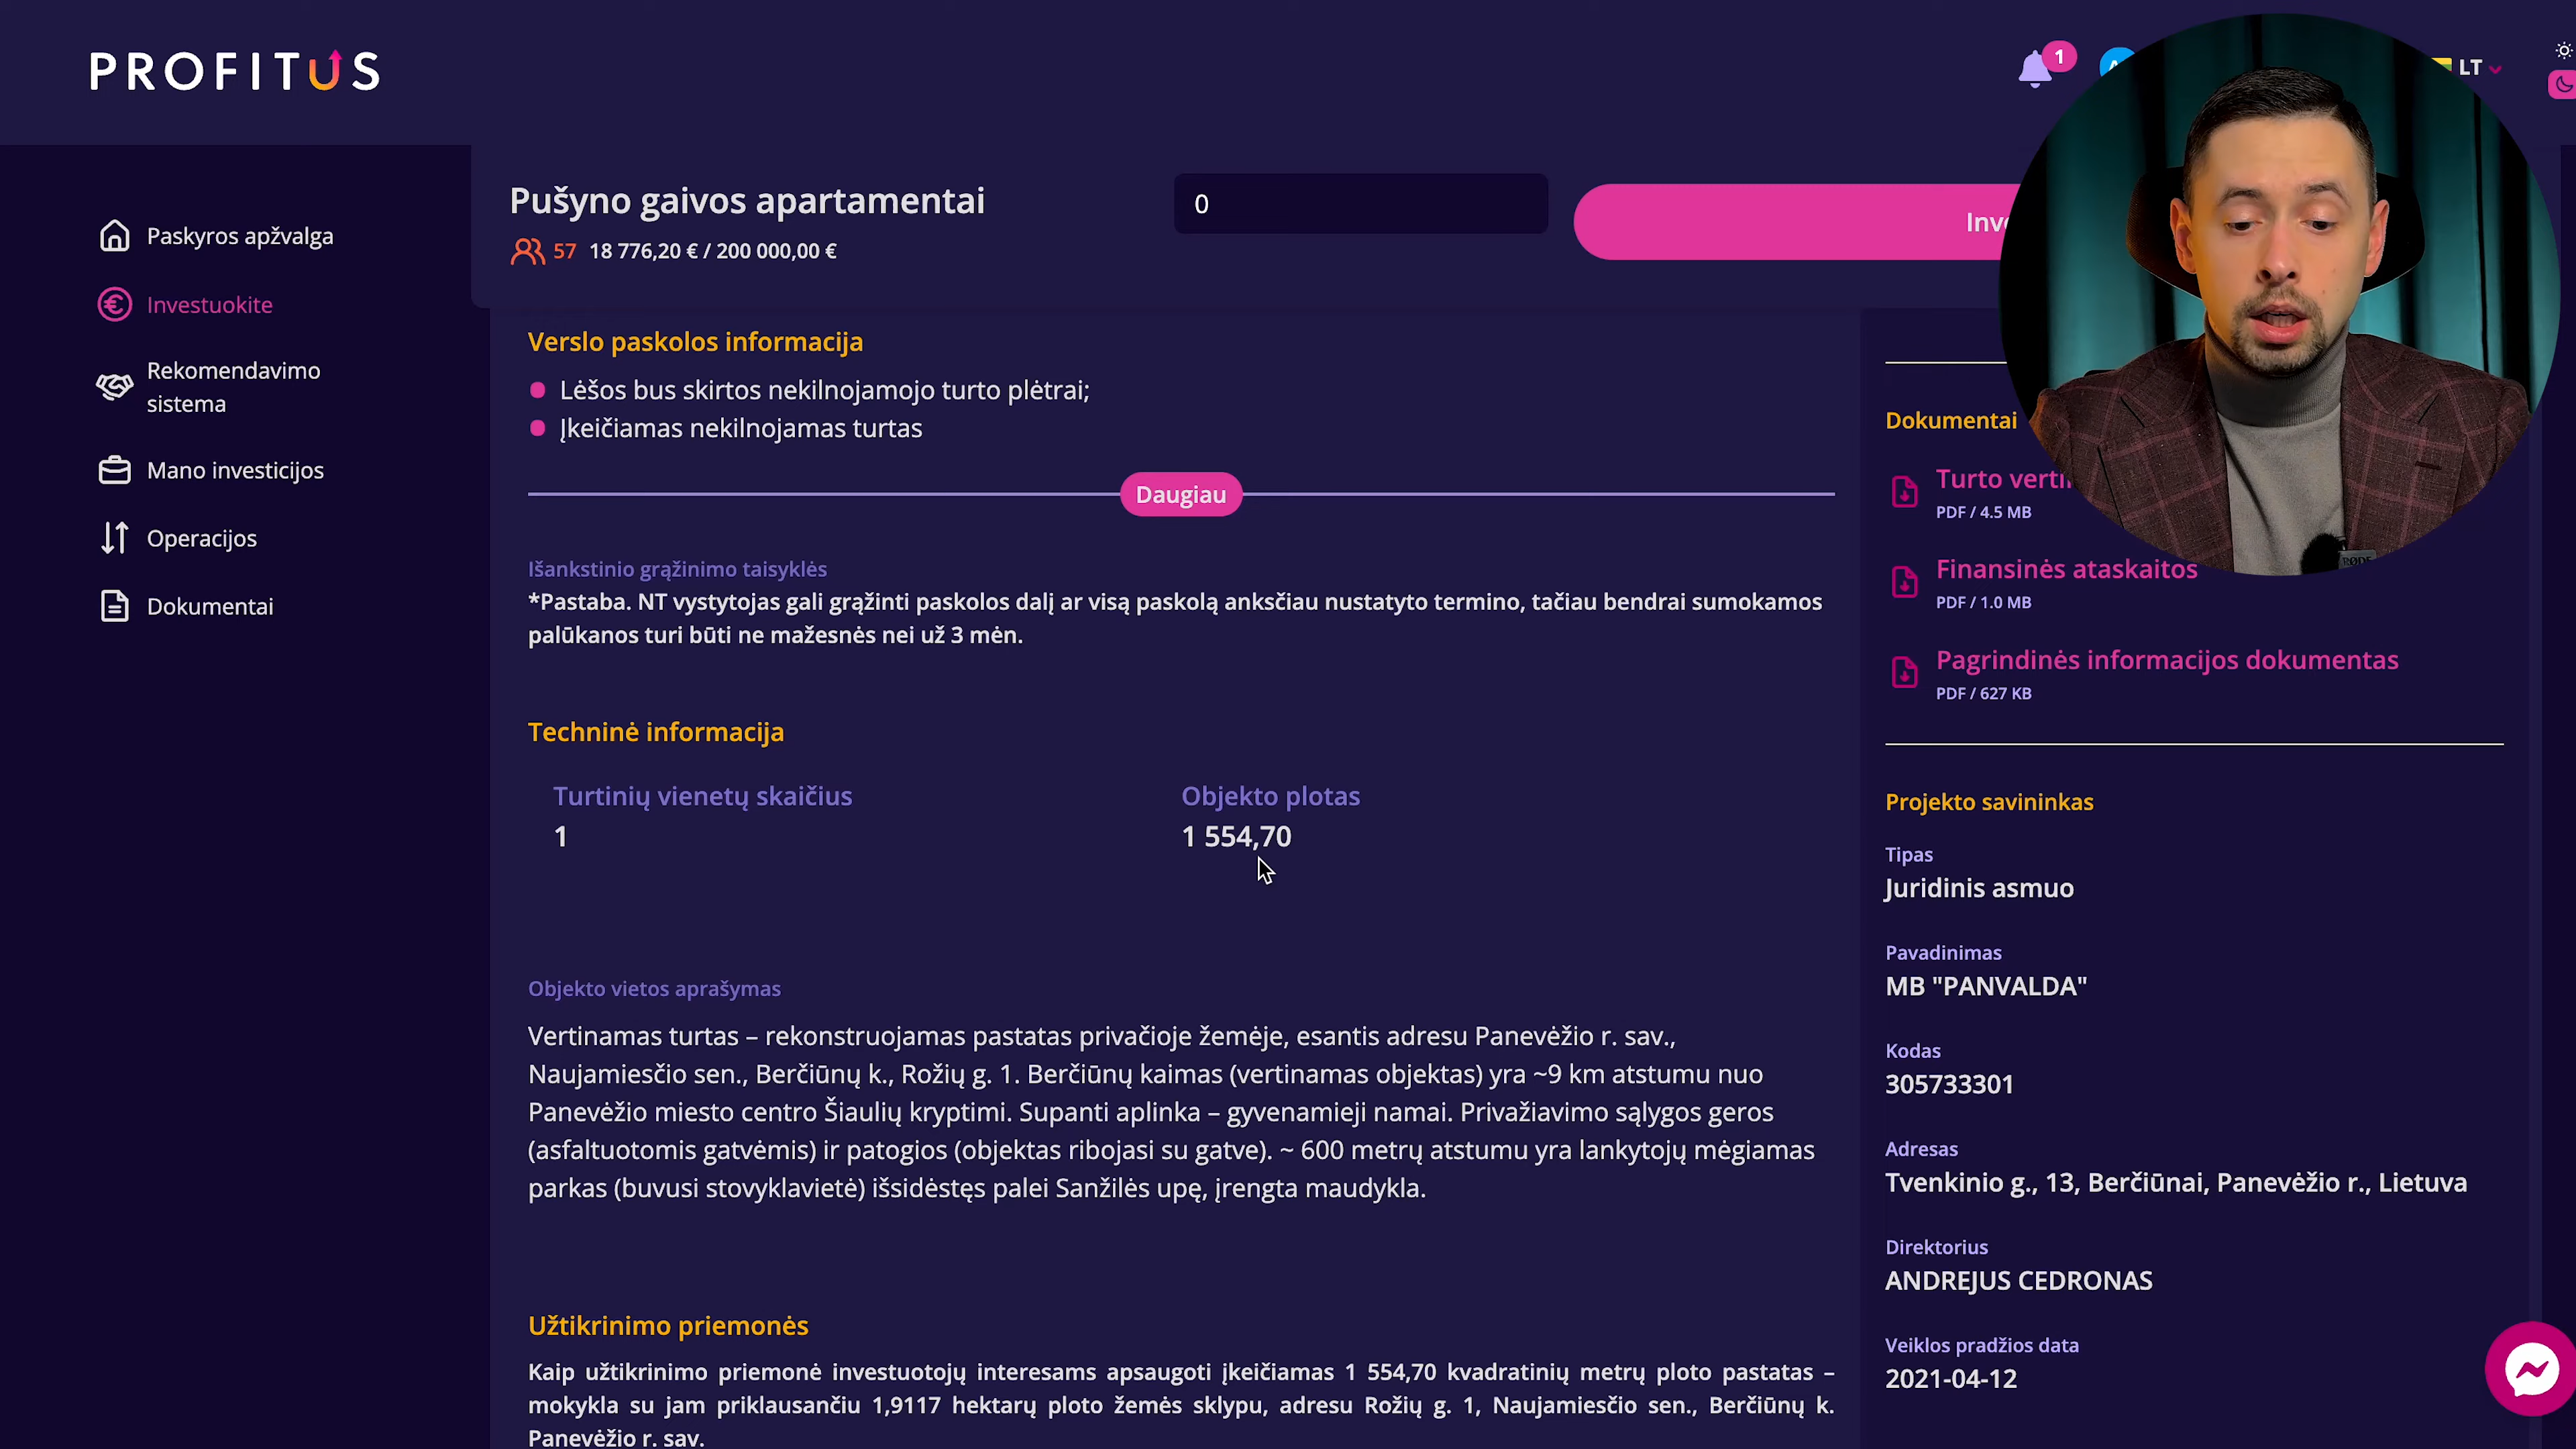 PROFITUS
1
LT
Paskyros apžvalga
Investuokite
Rekomendavimo
sistema
Mano investicijos
Operacijos
Dokumentai
Pušyno gaivos apartamentai
57 18 776,20 € / 200 000,00 €
0
Verslo paskolos informacija
Lėšos bus skirtos nekilnojamojo turto plėtrai;
Įkeičiamas nekilnojamas turtas
Daugiau
Išankstinio grąžinimo taisyklės
*Pastaba. NT vystytojas gali grąžinti paskolos dalį ar visą paskolą anksčiau nustatyto termino, tačiau bendrai sumokamos
palūkanos turi būti ne mažesnės nei už 3 mėn.
Techninė informacija
Turtinių vienetų skaičius
1
Objekto plotas
1 554,70
Objekto vietos aprašymas
Vertinamas turtas – rekonstruojamas pastatas privačioje žemėje, esantis adresu Panevėžio r. sav.,
Naujamiesčio sen., Berčiūnų k., Rožių g. 1. Berčiūnų kaimas (vertinamas objektas) yra ~9 km atstumu nuo
Panevėžio miesto centro Šiaulių kryptimi. Supanti aplinka – gyvenamieji namai. Privažiavimo sąlygos geros
(asfaltuotomis gatvėmis) ir patogios (objektas ribojasi su gatve). ~ 600 metrų atstumu yra lankytojų mėgiamas
parkas (buvusi stovyklavietė) išsidėstęs palei Sanžilės upę, įrengta maudykla.
Užtikrinimo priemonės
Kaip užtikrinimo priemonė investuotojų interesams apsaugoti įkeičiamas 1 554,70 kvadratinių metrų ploto pastatas –
mokykla su jam priklausančiu 1,9117 hektarų ploto žemės sklypu, adresu Rožių g. 1, Naujamiesčio sen., Berčiūnų k.
Panevėžio r. sav.
Dokumentai
Turto
PDF / 4.5 MB
Finansinės ataskaitos
PDF / 1.0 MB
Pagrindinės informacijos dokumentas
PDF / 627 KB
Projekto savininkas
Tipas
Juridinis asmuo
Pavadinimas
MB "PANVALDA"
Kodas
305733301
Adresas
Tvenkinio g., 13, Berčiūnai, Panevėžio r., Lietuva
Direktorius
ANDREJUS CEDRONAS
Veiklos pradžios data
2021-04-12